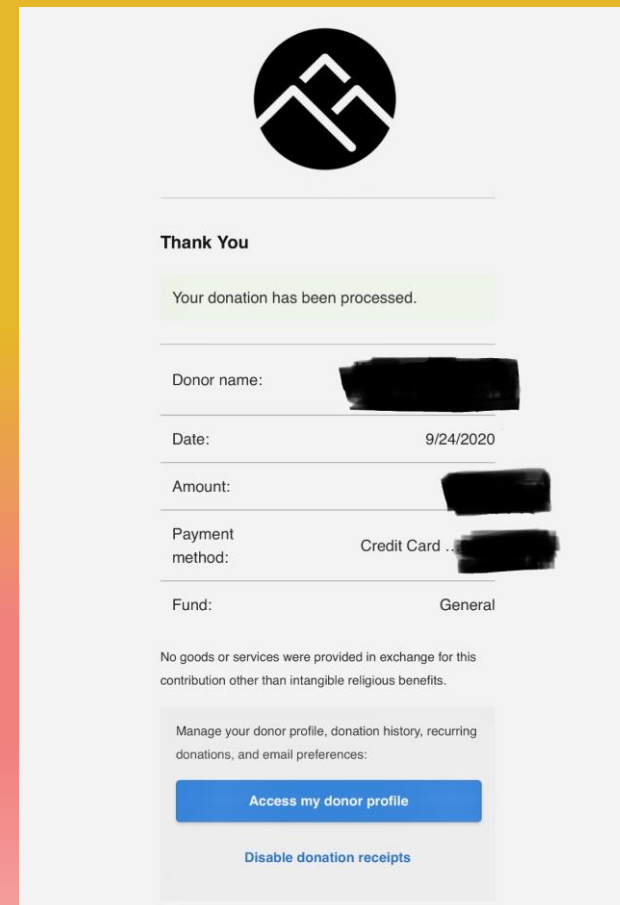 Thank You
Your donation has been processed.
Donor name:
Date: 9/24/2020
Amount:
Payment
method:
Credit Card ..
Fund: General
No goods or services were provided in exchange for this
contribution other than intangible religious benefits.
Manage your donor profile, donation history, recurring
donations, and email preferences:
Access my donor profile
Disable donation receipts